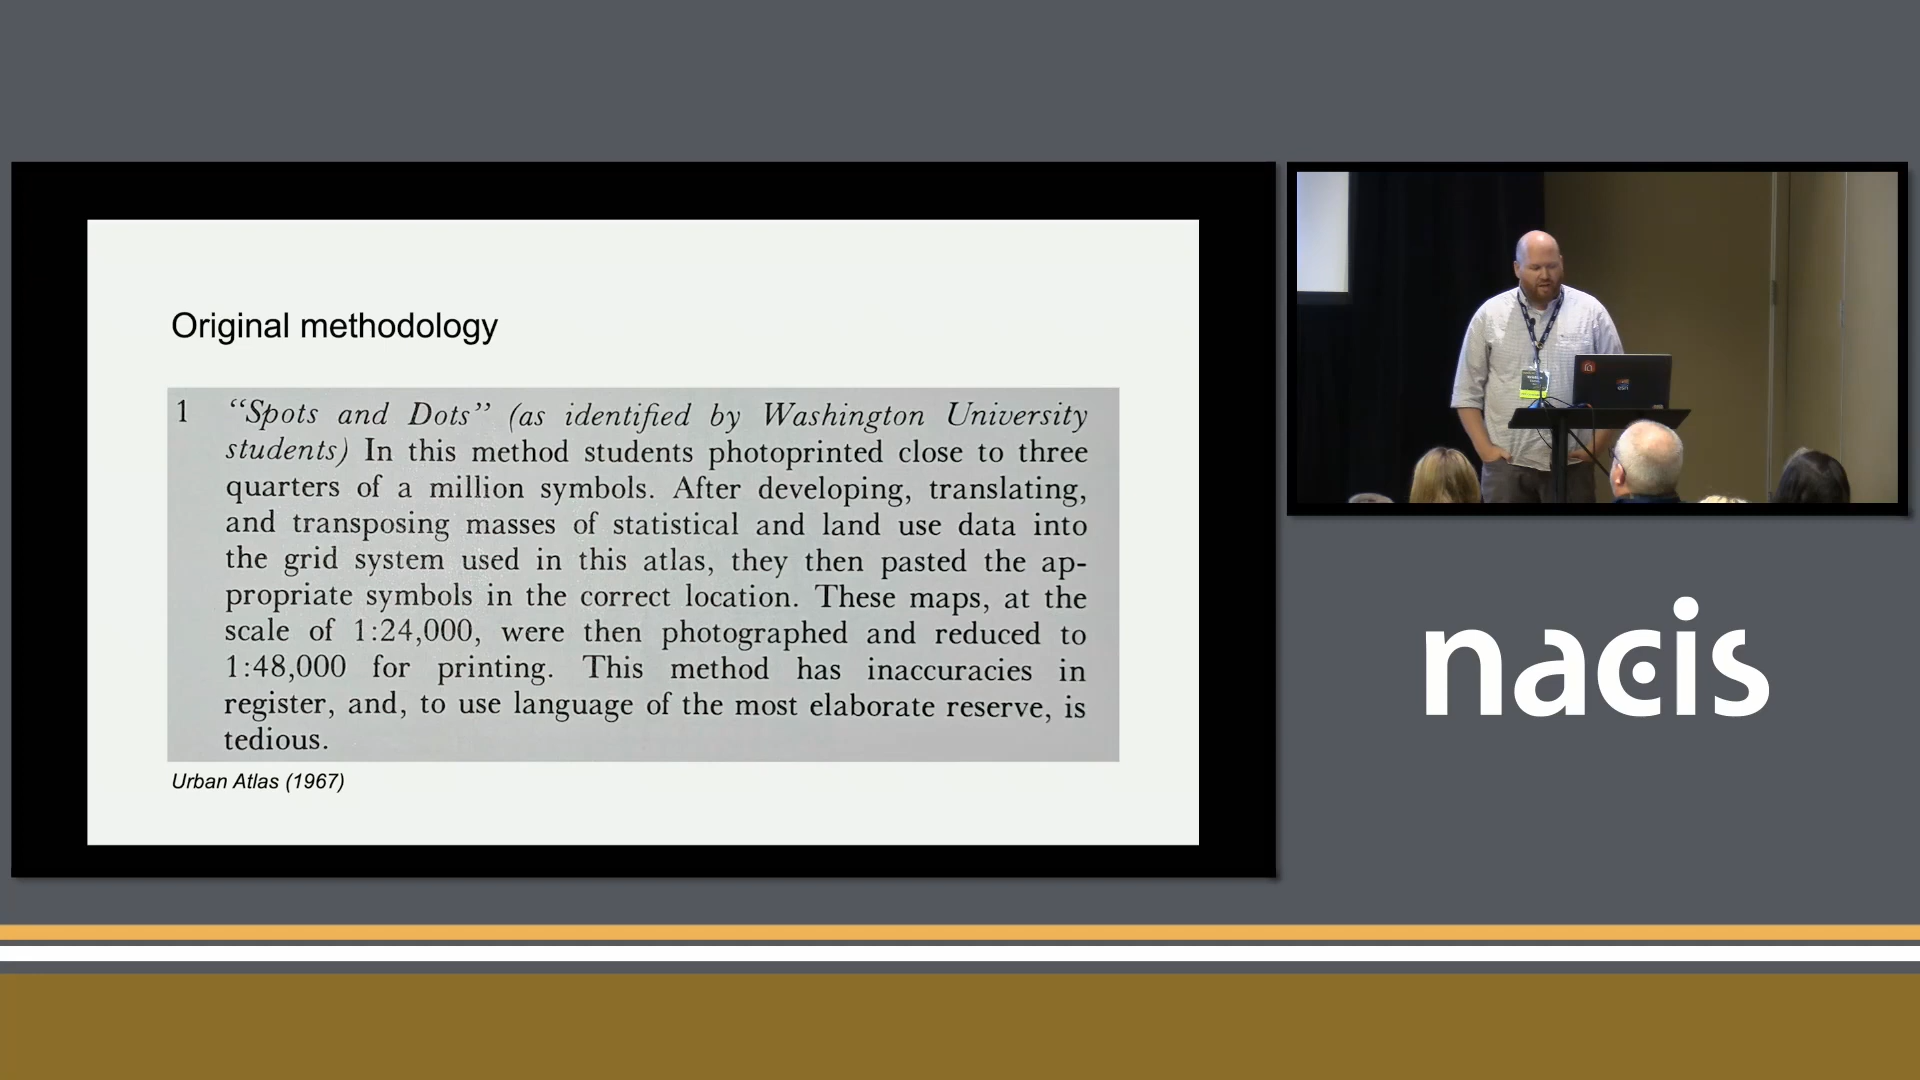 Original methodology
1 “Spots and Dots” (as identified by Washington University
students) In this method students photoprinted close to three
quarters of a million symbols. After developing, translating,
and transposing masses of statistical and land use data into
the grid system used in this atlas, they then pasted the ap-
propriate symbols in the correct location. These maps, at the
scale of 1:24,000, were then photographed and reduced to
1:48,000 for printing. This method has inaccuracies in
register, and, to use language of the most elaborate reserve, is
tedious.
Urban Atlas (1967)
nacis